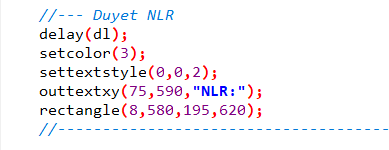 //--- Duyet NLR
delay(dl);
setcolor(3);
settextstyle(0,0,2);
outtextxy(75,590,"NLR:");
rectangle(8,580,195,620);
//-------------------------------------